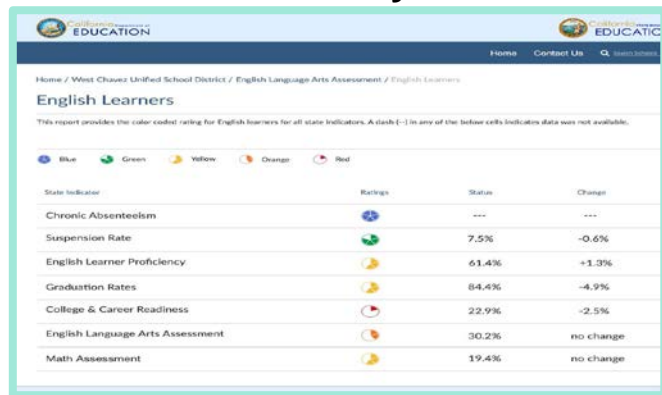 California Department of
EDUCATION
California
EDUCATIC
Home Contact Us
Home / West Chavez Unified School District / English Language Arts Assessment / English Learners
English Learners
This report provides the color coded rating for English learners for all state indicators. A dash (--) in any of the below cells indicates data was not available.
Blue Green Yellow Orange Red
State Indicator Ratings Status Change
Chronic Absenteeism --- ---
Suspension Rate 7.5% -0.6%
English Learner Proficiency 61.4% +1.3%
Graduation Rates 84.4% -4.9%
College & Career Readiness 22.9% -2.5%
English Language Arts Assessment 30.2% no change
Math Assessment 19.4% no change